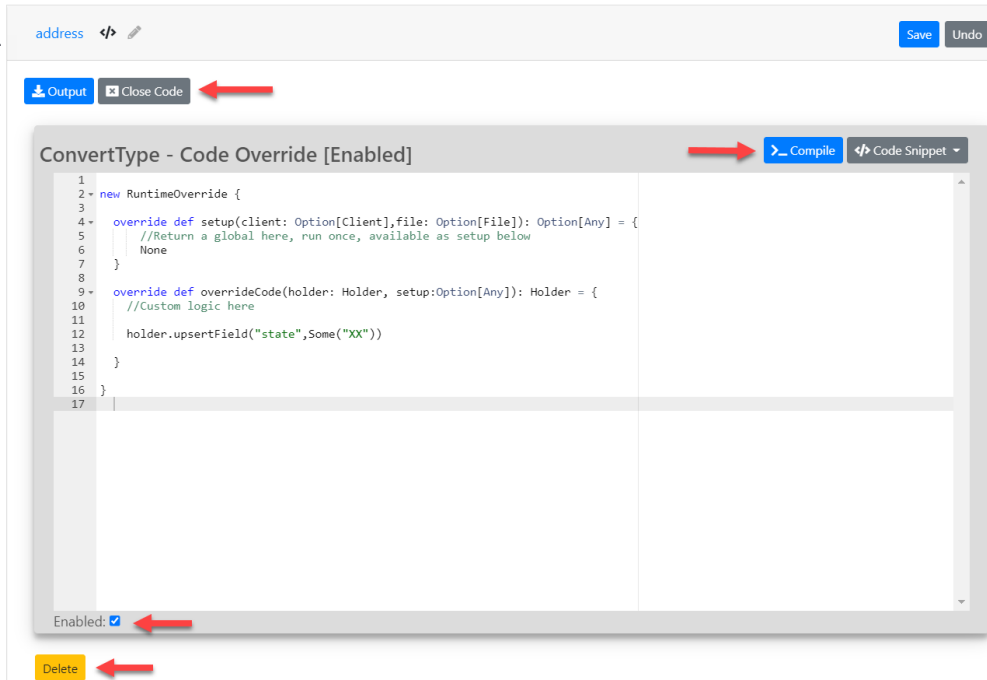 address </>
Save Undo
Output Close Code
ConvertType - Code Override [Enabled]
Compile </> Code Snippet
1
2 new RuntimeOverride {
3
4 override def setup(client: Option[Client],file: Option[File]): Option[Any] = {
5 //Return a global here, run once, available as setup below
6 None
7 }
8
9 override def overrideCode(holder: Holder, setup:Option[Any]): Holder = {
10 //Custom logic here
11
12 holder.upsertField("state",Some("XX"))
13
14 }
15
16 }
17
Enabled:
Delete